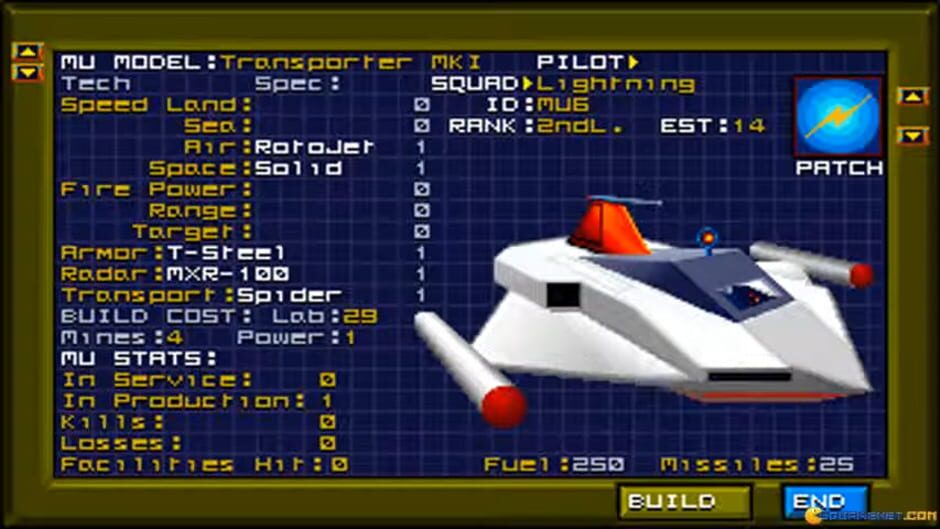 MU MODEL:Transporter MKI PILOT
Tech Spec: SQUAD Lightning
Speed Land: 0 ID:MU6
Sea: 0 RANK:2ndL. EST:14
Air:RotoJet 1
Space:Solid 1 PATCH
Fire Power: 0
Range: 0
Target: 0
Armor:T-Steel 1
Radar:MXR-100 1
Transport:Spider 1
BUILD COST: Lab:29
Mines:4 Power:1
MU STATS:
In Service: 0
In Production: 1
Kills: 0
Losses: 0
Facilities Hit:0 Fuel:250 Missiles:25
BUILD END
SQUAKENET.COM